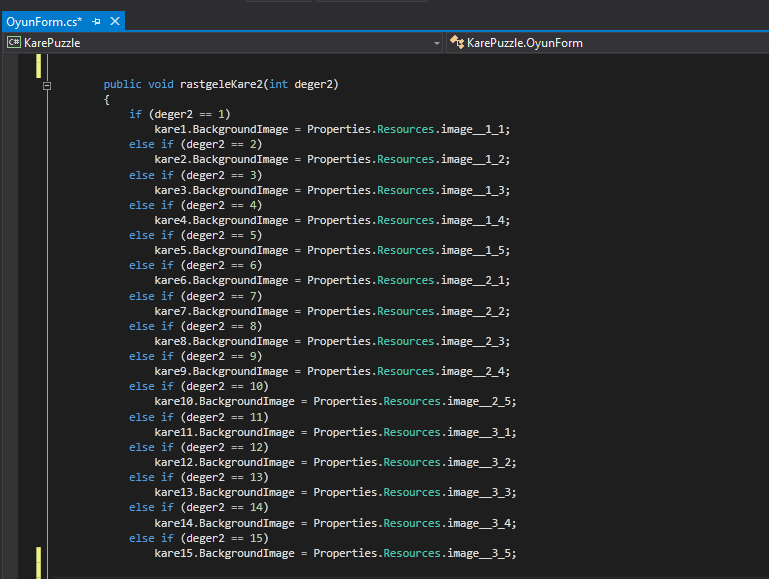 OyunForm.cs*
C# KarePuzzle
KarePuzzle.OyunForm
public void rastgeleKare2(int deger2)
{
if (deger2 == 1)
kare1.BackgroundImage = Properties.Resources.image__1_1;
else if (deger2 == 2)
kare2.BackgroundImage = Properties.Resources.image__1_2;
else if (deger2 == 3)
kare3.BackgroundImage = Properties.Resources.image__1_3;
else if (deger2 == 4)
kare4.BackgroundImage = Properties.Resources.image__1_4;
else if (deger2 == 5)
kare5.BackgroundImage = Properties.Resources.image__1_5;
else if (deger2 == 6)
kare6.BackgroundImage = Properties.Resources.image__2_1;
else if (deger2 == 7)
kare7.BackgroundImage = Properties.Resources.image__2_2;
else if (deger2 == 8)
kare8.BackgroundImage = Properties.Resources.image__2_3;
else if (deger2 == 9)
kare9.BackgroundImage = Properties.Resources.image__2_4;
else if (deger2 == 10)
kare10.BackgroundImage = Properties.Resources.image__2_5;
else if (deger2 == 11)
kare11.BackgroundImage = Properties.Resources.image__3_1;
else if (deger2 == 12)
kare12.BackgroundImage = Properties.Resources.image__3_2;
else if (deger2 == 13)
kare13.BackgroundImage = Properties.Resources.image__3_3;
else if (deger2 == 14)
kare14.BackgroundImage = Properties.Resources.image__3_4;
else if (deger2 == 15)
kare15.BackgroundImage = Properties.Resources.image__3_5;